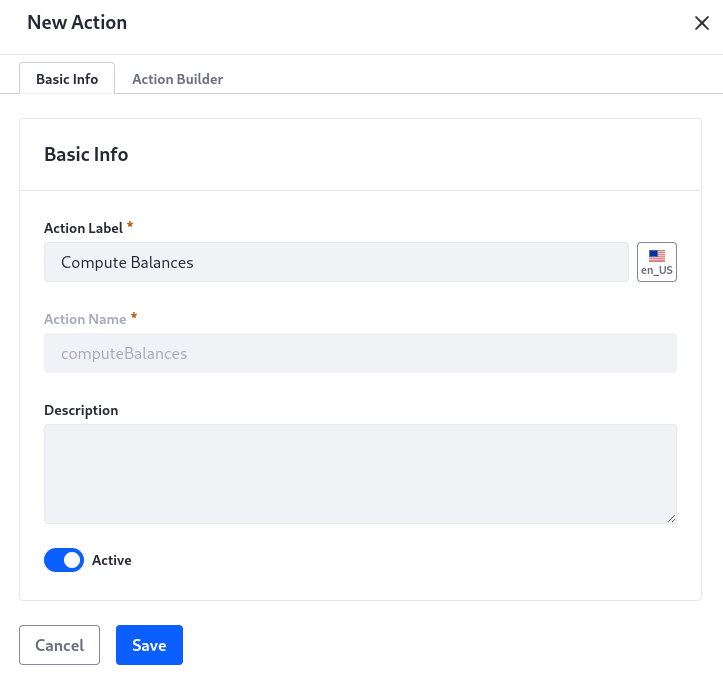 New Action
Basic Info Action Builder
Basic Info
Action Label *
Compute Balances
en_US
Action Name *
computeBalances
Description
Active
Cancel Save